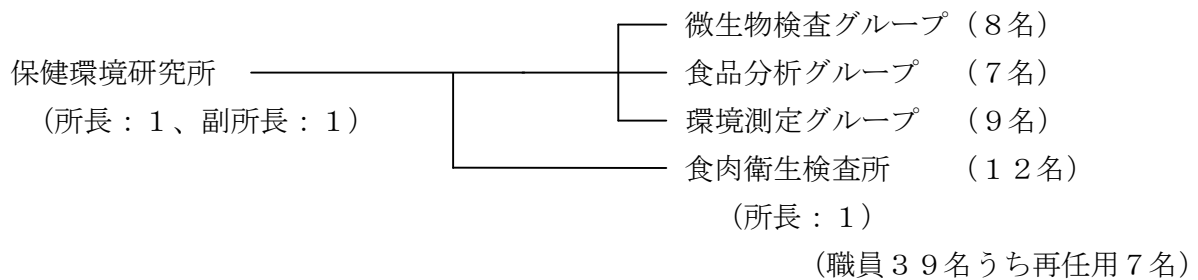 微生物検査グループ（８名）
保健環境研究所
食品分析グループ　（７名）
（所長：１、副所長：１）
環境測定グループ　（９名）
食肉衛生検査所　　（１２名）
（所長：１）
（職員３９名うち再任用７名）